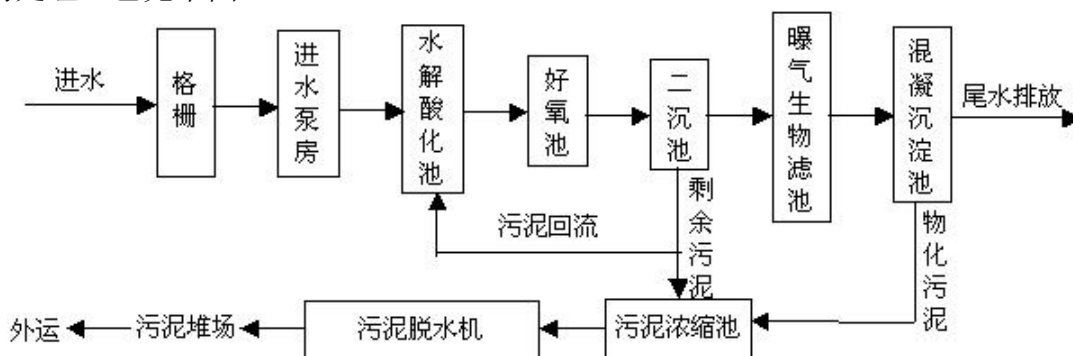 进水
格栅
进水泵房
水解酸化池
好氧池
二沉池
曝气生物滤池
混凝沉淀池
尾水排放
污泥回流
剩余污泥
物化污泥
外运
污泥堆场
污泥脱水机
污泥浓缩池